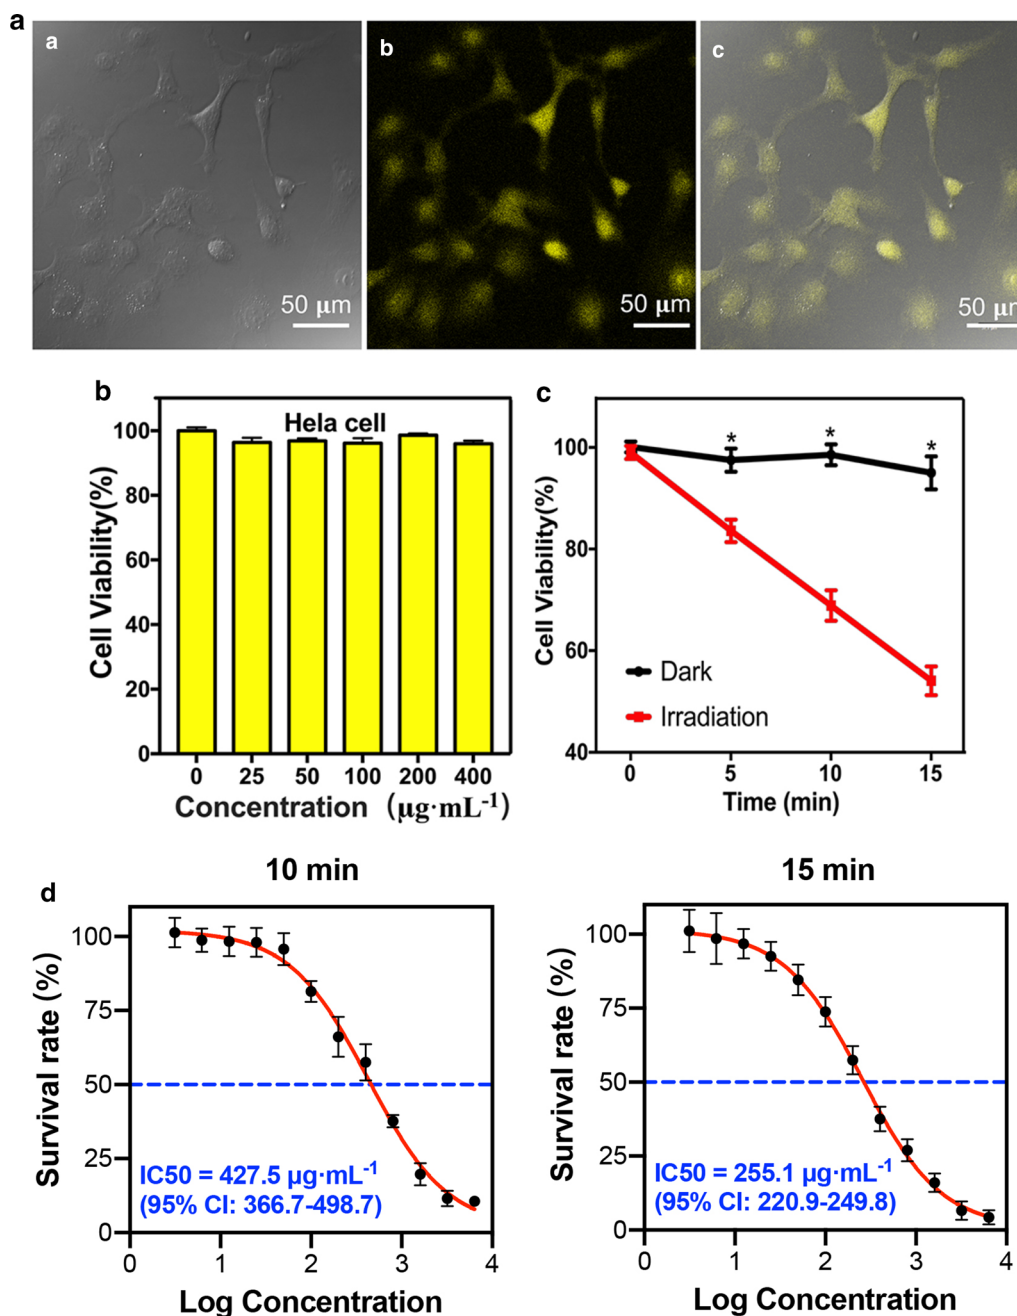 a
a
b
c
50 μm
50 μm
50 μm
b
Hela cell
Cell Viability(%)
100
80
60
40
20
0
0 25 50 100 200 400
Concentration (μg·mL⁻¹)
c
Cell Viability(%)
100
80
60
40
* * *
Dark
Irradiation
0 5 10 15
Time (min)
d
10 min
Survival rate (%)
100
75
50
25
0
IC50 = 427.5 μg·mL⁻¹
(95% CI: 366.7-498.7)
0 1 2 3 4
Log Concentration
15 min
Survival rate (%)
100
75
50
25
0
IC50 = 255.1 μg·mL⁻¹
(95% CI: 220.9-249.8)
0 1 2 3 4
Log Concentration